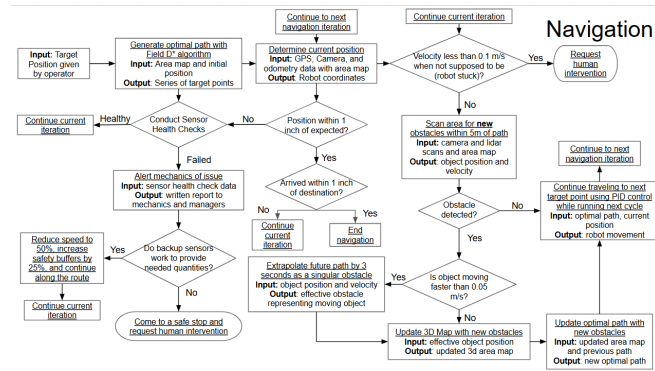 Navigation
Input: Target
Position given
by operator
Generate optimal path with
Field D* algorithm
Input: Area map and initial
position
Output: Series of target points
Continue to next
navigation iteration
Determine current position
Input: GPS, Camera, and
odometry data with area map
Output: Robot coordinates
Continue current iteration
Velocity less than 0.1 m/s
when not supposed to be
(robot stuck)?
Yes
Request
human
intervention
No
Continue current
iteration
Healthy
Conduct Sensor
Health Checks
No
Position within 1
inch of expected?
Yes
Scan area for new
obstacles within 5m of path
Input: camera and lidar
scans and area map
Output: object position and
velocity
Failed
Alert mechanics of issue
Input: sensor health check data
Output: written report to
mechanics and managers
Arrived within 1 inch
of destination?
No
Yes
Continue
current
iteration
End
navigation
Continue to next
navigation iteration
Continue traveling to next
target point using PID control
while running next cycle
Input: optimal path, current
position
Output: robot movement
Obstacle
detected?
No
Yes
Reduce speed to
50%, increase
safety buffers by
25%, and continue
along the route
Yes
Do backup sensors
work to provide
needed quantities?
No
Continue current
iteration
Come to a safe stop and
request human intervention
Extrapolate future path by 3
seconds as a singular obstacle
Input: object position and velocity
Output: effective obstacle
representing moving object
Yes
Is object moving
faster than 0.05
m/s?
No
Update 3D Map with new obstacles
Input: effective object position
Output: updated 3d area map
Update optimal path with
new obstacles
Input: updated area map
and previous path
Output: new optimal path